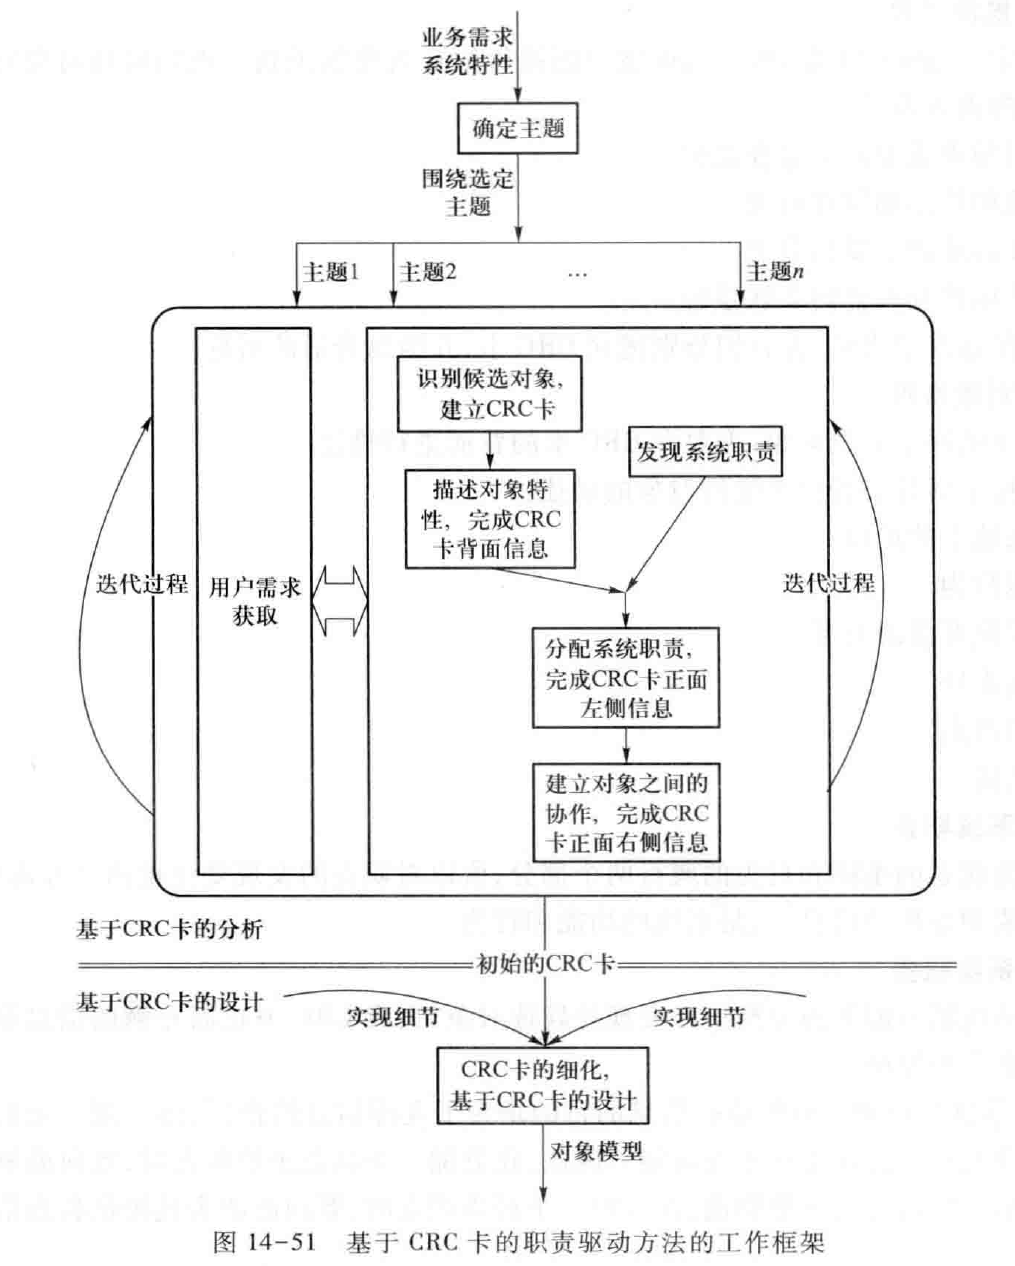 业务需求
系统特性
确定主题
围绕选定
主题
主题1
主题2
…
主题n
识别候选对象，
建立CRC卡
发现系统职责
描述对象特
性，完成CRC
卡背面信息
迭代过程
用户需求
获取
迭代过程
分配系统职责，
完成CRC卡正面
左侧信息
建立对象之间的
协作，完成CRC
卡正面右侧信息
基于CRC卡的分析
初始的CRC卡
基于CRC卡的设计
实现细节
实现细节
CRC卡的细化，
基于CRC卡的设计
对象模型
图 14-51 基于 CRC 卡的职责驱动方法的工作框架